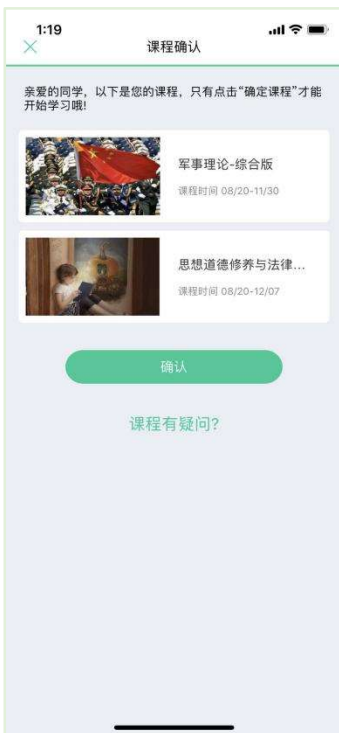 1:19
课程确认
亲爱的同学，以下是您的课程，只有点击“确定课程”才能
开始学习哦！
军事理论-综合版
课程时间 08/20-11/30
思想道德修养与法律...
课程时间 08/20-12/07
确认
课程有疑问?